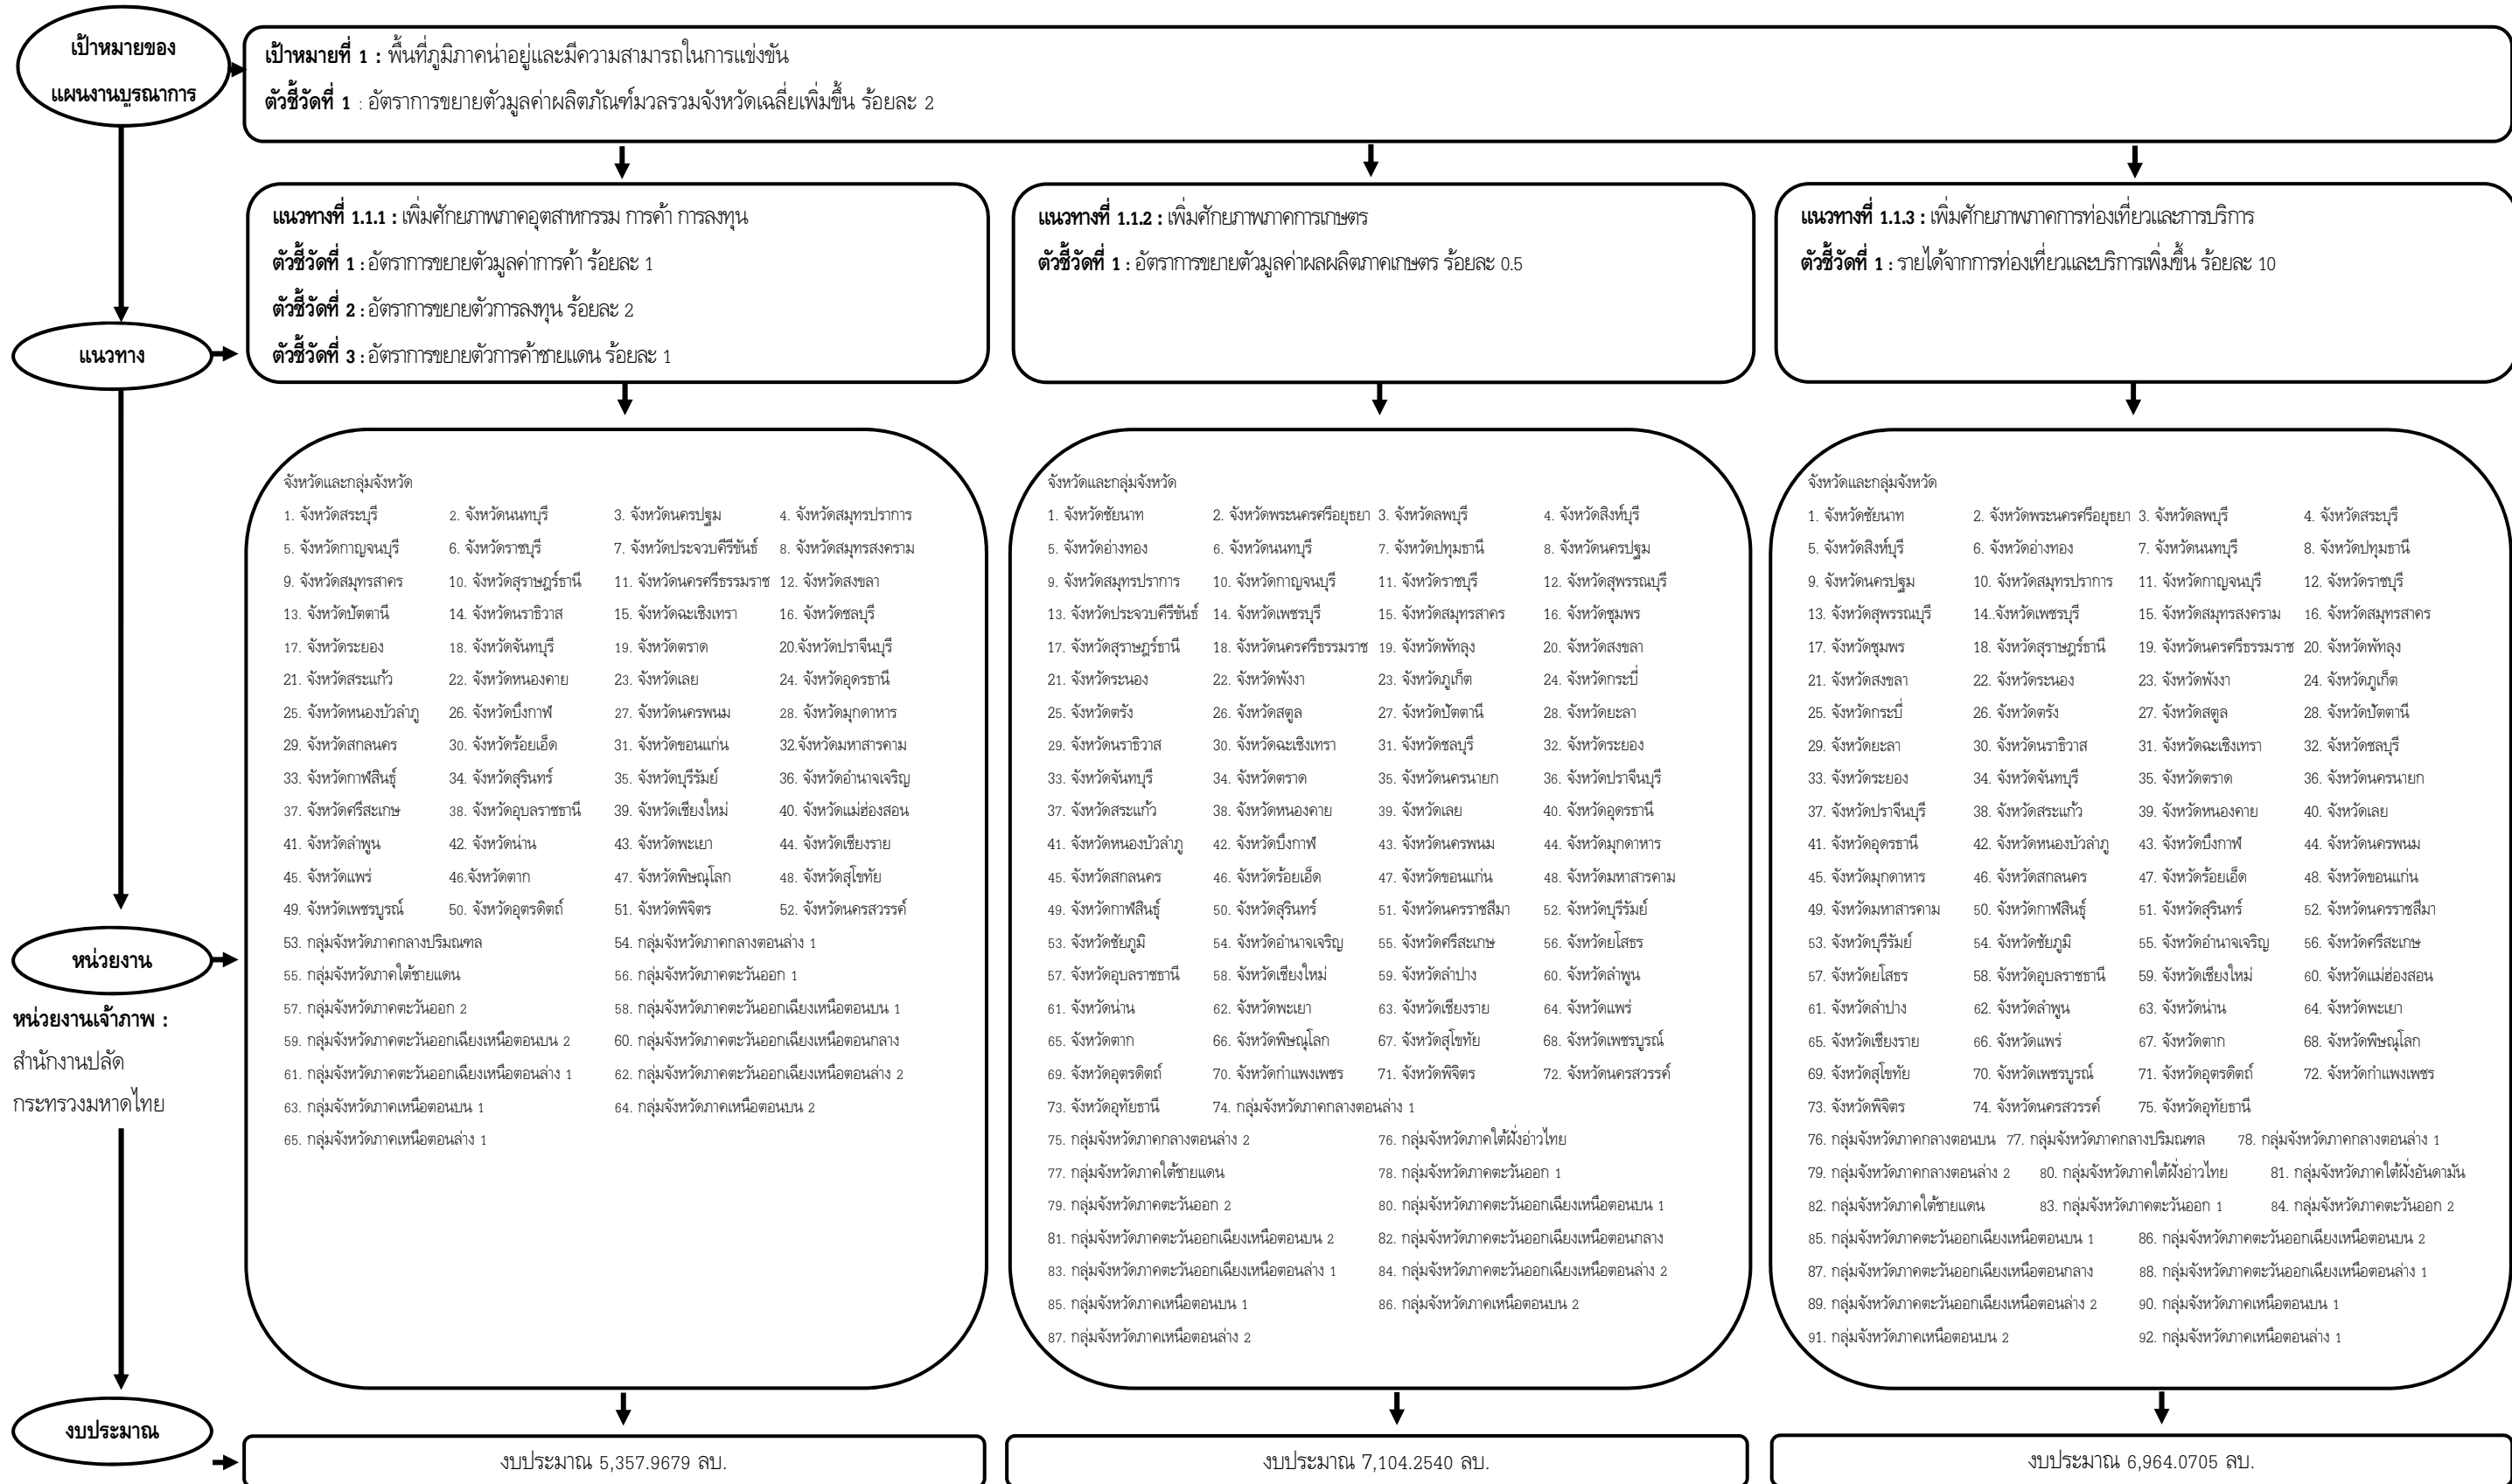 เป้าหมายของ
แผนงานบูรณาการ
เป้าหมายที่ 1 : พื้นที่ภูมิภาคน่าอยู่และมีความสามารถในการแข่งขัน
ตัวชี้วัดที่ 1 : อัตราการขยายตัวมูลค่าผลิตภัณฑ์มวลรวมจังหวัดเฉลี่ยเพิ่มขึ้น ร้อยละ 2
แนวทาง
แนวทางที่ 1.1.1 : เพิ่มศักยภาพภาคอุตสาหกรรม การค้า การลงทุน
ตัวชี้วัดที่ 1 : อัตราการขยายตัวมูลค่าการค้า ร้อยละ 1
ตัวชี้วัดที่ 2 : อัตราการขยายตัวการลงทุน ร้อยละ 2
ตัวชี้วัดที่ 3 : อัตราการขยายตัวการค้าชายแดน ร้อยละ 1
แนวทางที่ 1.1.2 : เพิ่มศักยภาพภาคการเกษตร
ตัวชี้วัดที่ 1 : อัตราการขยายตัวมูลค่าผลผลิตภาคเกษตร ร้อยละ 0.5
แนวทางที่ 1.1.3 : เพิ่มศักยภาพภาคการท่องเที่ยวและการบริการ
ตัวชี้วัดที่ 1 : รายได้จากการท่องเที่ยวและบริการเพิ่มขึ้น ร้อยละ 10
หน่วยงาน
หน่วยงานเจ้าภาพ :
สำนักงานปลัด
กระทรวงมหาดไทย
จังหวัดและกลุ่มจังหวัด
1. จังหวัดสระบุรี 2. จังหวัดนนทบุรี 3. จังหวัดนครปฐม 4. จังหวัดสมุทรปราการ
5. จังหวัดกาญจนบุรี 6. จังหวัดราชบุรี 7. จังหวัดประจวบคีรีขันธ์ 8. จังหวัดสมุทรสงคราม
9. จังหวัดสมุทรสาคร 10. จังหวัดสุราษฎร์ธานี 11. จังหวัดนครศรีธรรมราช 12. จังหวัดสงขลา
13. จังหวัดปัตตานี 14. จังหวัดนราธิวาส 15. จังหวัดฉะเชิงเทรา 16. จังหวัดชลบุรี
17. จังหวัดระยอง 18. จังหวัดจันทบุรี 19. จังหวัดตราด 20.จังหวัดปราจีนบุรี
21. จังหวัดสระแก้ว 22. จังหวัดหนองคาย 23. จังหวัดเลย 24. จังหวัดอุดรธานี
25. จังหวัดหนองบัวลำภู 26. จังหวัดบึงกาฬ 27. จังหวัดนครพนม 28. จังหวัดมุกดาหาร
29. จังหวัดสกลนคร 30. จังหวัดร้อยเอ็ด 31. จังหวัดขอนแก่น 32.จังหวัดมหาสารคาม
33. จังหวัดกาฬสินธุ์ 34. จังหวัดสุรินทร์ 35. จังหวัดบุรีรัมย์ 36. จังหวัดอำนาจเจริญ
37. จังหวัดศรีสะเกษ 38. จังหวัดอุบลราชธานี 39. จังหวัดเชียงใหม่ 40. จังหวัดแม่ฮ่องสอน
41. จังหวัดลำพูน 42. จังหวัดน่าน 43. จังหวัดพะเยา 44. จังหวัดเชียงราย
45. จังหวัดแพร่ 46.จังหวัดตาก 47. จังหวัดพิษณุโลก 48. จังหวัดสุโขทัย
49. จังหวัดเพชรบูรณ์ 50. จังหวัดอุตรดิตถ์ 51. จังหวัดพิจิตร 52. จังหวัดนครสวรรค์
53. กลุ่มจังหวัดภาคกลางปริมณฑล 54. กลุ่มจังหวัดภาคกลางตอนล่าง 1
55. กลุ่มจังหวัดภาคใต้ชายแดน 56. กลุ่มจังหวัดภาคตะวันออก 1
57. กลุ่มจังหวัดภาคตะวันออก 2 58. กลุ่มจังหวัดภาคตะวันออกเฉียงเหนือตอนบน 1
59. กลุ่มจังหวัดภาคตะวันออกเฉียงเหนือตอนบน 2 60. กลุ่มจังหวัดภาคตะวันออกเฉียงเหนือตอนกลาง
61. กลุ่มจังหวัดภาคตะวันออกเฉียงเหนือตอนล่าง 1 62. กลุ่มจังหวัดภาคตะวันออกเฉียงเหนือตอนล่าง 2
63. กลุ่มจังหวัดภาคเหนือตอนบน 1 64. กลุ่มจังหวัดภาคเหนือตอนบน 2
65. กลุ่มจังหวัดภาคเหนือตอนล่าง 1
จังหวัดและกลุ่มจังหวัด
1. จังหวัดชัยนาท 2. จังหวัดพระนครศรีอยุธยา 3. จังหวัดลพบุรี 4. จังหวัดสิงห์บุรี
5. จังหวัดอ่างทอง 6. จังหวัดนนทบุรี 7. จังหวัดปทุมธานี 8. จังหวัดนครปฐม
9. จังหวัดสมุทรปราการ 10. จังหวัดกาญจนบุรี 11. จังหวัดราชบุรี 12. จังหวัดสุพรรณบุรี
13. จังหวัดประจวบคีรีขันธ์ 14. จังหวัดเพชรบุรี 15. จังหวัดสมุทรสาคร 16. จังหวัดชุมพร
17. จังหวัดสุราษฎร์ธานี 18. จังหวัดนครศรีธรรมราช 19. จังหวัดพัทลุง 20. จังหวัดสงขลา
21. จังหวัดระนอง 22. จังหวัดพังงา 23. จังหวัดภูเก็ต 24. จังหวัดกระบี่
25. จังหวัดตรัง 26. จังหวัดสตูล 27. จังหวัดปัตตานี 28. จังหวัดยะลา
29. จังหวัดนราธิวาส 30. จังหวัดฉะเชิงเทรา 31. จังหวัดชลบุรี 32. จังหวัดระยอง
33. จังหวัดจันทบุรี 34. จังหวัดตราด 35. จังหวัดนครนายก 36. จังหวัดปราจีนบุรี
37. จังหวัดสระแก้ว 38. จังหวัดหนองคาย 39. จังหวัดเลย 40. จังหวัดอุดรธานี
41. จังหวัดหนองบัวลำภู 42. จังหวัดบึงกาฬ 43. จังหวัดนครพนม 44. จังหวัดมุกดาหาร
45. จังหวัดสกลนคร 46. จังหวัดร้อยเอ็ด 47. จังหวัดขอนแก่น 48. จังหวัดมหาสารคาม
49. จังหวัดกาฬสินธุ์ 50. จังหวัดสุรินทร์ 51. จังหวัดนครราชสีมา 52. จังหวัดบุรีรัมย์
53. จังหวัดชัยภูมิ 54. จังหวัดอำนาจเจริญ 55. จังหวัดศรีสะเกษ 56. จังหวัดยโสธร
57. จังหวัดอุบลราชธานี 58. จังหวัดเชียงใหม่ 59. จังหวัดลำปาง 60. จังหวัดลำพูน
61. จังหวัดน่าน 62. จังหวัดพะเยา 63. จังหวัดเชียงราย 64. จังหวัดแพร่
65. จังหวัดตาก 66. จังหวัดพิษณุโลก 67. จังหวัดสุโขทัย 68. จังหวัดเพชรบูรณ์
69. จังหวัดอุตรดิตถ์ 70. จังหวัดกำแพงเพชร 71. จังหวัดพิจิตร 72. จังหวัดนครสวรรค์
73. จังหวัดอุทัยธานี 74. กลุ่มจังหวัดภาคกลางตอนล่าง 1
75. กลุ่มจังหวัดภาคกลางตอนล่าง 2 76. กลุ่มจังหวัดภาคใต้ฝั่งอ่าวไทย
77. กลุ่มจังหวัดภาคใต้ชายแดน 78. กลุ่มจังหวัดภาคตะวันออก 1
79. กลุ่มจังหวัดภาคตะวันออก 2 80. กลุ่มจังหวัดภาคตะวันออกเฉียงเหนือตอนบน 1
81. กลุ่มจังหวัดภาคตะวันออกเฉียงเหนือตอนบน 2 82. กลุ่มจังหวัดภาคตะวันออกเฉียงเหนือตอนกลาง
83. กลุ่มจังหวัดภาคตะวันออกเฉียงเหนือตอนล่าง 1 84. กลุ่มจังหวัดภาคตะวันออกเฉียงเหนือตอนล่าง 2
85. กลุ่มจังหวัดภาคเหนือตอนบน 1 86. กลุ่มจังหวัดภาคเหนือตอนบน 2
87. กลุ่มจังหวัดภาคเหนือตอนล่าง 2
จังหวัดและกลุ่มจังหวัด
1. จังหวัดชัยนาท 2. จังหวัดพระนครศรีอยุธยา 3. จังหวัดลพบุรี 4. จังหวัดสระบุรี
5. จังหวัดสิงห์บุรี 6. จังหวัดอ่างทอง 7. จังหวัดนนทบุรี 8. จังหวัดปทุมธานี
9. จังหวัดนครปฐม 10. จังหวัดสมุทรปราการ 11. จังหวัดกาญจนบุรี 12. จังหวัดราชบุรี
13. จังหวัดสุพรรณบุรี 14..จังหวัดเพชรบุรี 15. จังหวัดสมุทรสงคราม 16. จังหวัดสมุทรสาคร
17. จังหวัดชุมพร 18. จังหวัดสุราษฎร์ธานี 19. จังหวัดนครศรีธรรมราช 20. จังหวัดพัทลุง
21. จังหวัดสงขลา 22. จังหวัดระนอง 23. จังหวัดพังงา 24. จังหวัดภูเก็ต
25. จังหวัดกระบี่ 26. จังหวัดตรัง 27. จังหวัดสตูล 28. จังหวัดปัตตานี
29. จังหวัดยะลา 30. จังหวัดนราธิวาส 31. จังหวัดฉะเชิงเทรา 32. จังหวัดชลบุรี
33. จังหวัดระยอง 34. จังหวัดจันทบุรี 35. จังหวัดตราด 36. จังหวัดนครนายก
37. จังหวัดปราจีนบุรี 38. จังหวัดสระแก้ว 39. จังหวัดหนองคาย 40. จังหวัดเลย
41. จังหวัดอุดรธานี 42. จังหวัดหนองบัวลำภู 43. จังหวัดบึงกาฬ 44. จังหวัดนครพนม
45. จังหวัดมุกดาหาร 46. จังหวัดสกลนคร 47. จังหวัดร้อยเอ็ด 48. จังหวัดขอนแก่น
49. จังหวัดมหาสารคาม 50. จังหวัดกาฬสินธุ์ 51. จังหวัดสุรินทร์ 52. จังหวัดนครราชสีมา
53. จังหวัดบุรีรัมย์ 54. จังหวัดชัยภูมิ 55. จังหวัดอำนาจเจริญ 56. จังหวัดศรีสะเกษ
57. จังหวัดยโสธร 58. จังหวัดอุบลราชธานี 59. จังหวัดเชียงใหม่ 60. จังหวัดแม่ฮ่องสอน
61. จังหวัดลำปาง 62. จังหวัดลำพูน 63. จังหวัดน่าน 64. จังหวัดพะเยา
65. จังหวัดเชียงราย 66. จังหวัดแพร่ 67. จังหวัดตาก 68. จังหวัดพิษณุโลก
69. จังหวัดสุโขทัย 70. จังหวัดเพชรบูรณ์ 71. จังหวัดอุตรดิตถ์ 72. จังหวัดกำแพงเพชร
73. จังหวัดพิจิตร 74. จังหวัดนครสวรรค์ 75. จังหวัดอุทัยธานี
76. กลุ่มจังหวัดภาคกลางตอนบน 77. กลุ่มจังหวัดภาคกลางปริมณฑล 78. กลุ่มจังหวัดภาคกลางตอนล่าง 1
79. กลุ่มจังหวัดภาคกลางตอนล่าง 2 80. กลุ่มจังหวัดภาคใต้ฝั่งอ่าวไทย 81. กลุ่มจังหวัดภาคใต้ฝั่งอันดามัน
82. กลุ่มจังหวัดภาคใต้ชายแดน 83. กลุ่มจังหวัดภาคตะวันออก 1 84. กลุ่มจังหวัดภาคตะวันออก 2
85. กลุ่มจังหวัดภาคตะวันออกเฉียงเหนือตอนบน 1 86. กลุ่มจังหวัดภาคตะวันออกเฉียงเหนือตอนบน 2
87. กลุ่มจังหวัดภาคตะวันออกเฉียงเหนือตอนกลาง 88. กลุ่มจังหวัดภาคตะวันออกเฉียงเหนือตอนล่าง 1
89. กลุ่มจังหวัดภาคตะวันออกเฉียงเหนือตอนล่าง 2 90. กลุ่มจังหวัดภาคเหนือตอนบน 1
91. กลุ่มจังหวัดภาคเหนือตอนบน 2 92. กลุ่มจังหวัดภาคเหนือตอนล่าง 1
งบประมาณ
งบประมาณ 5,357.9679 ลบ.
งบประมาณ 7,104.2540 ลบ.
งบประมาณ 6,964.0705 ลบ.